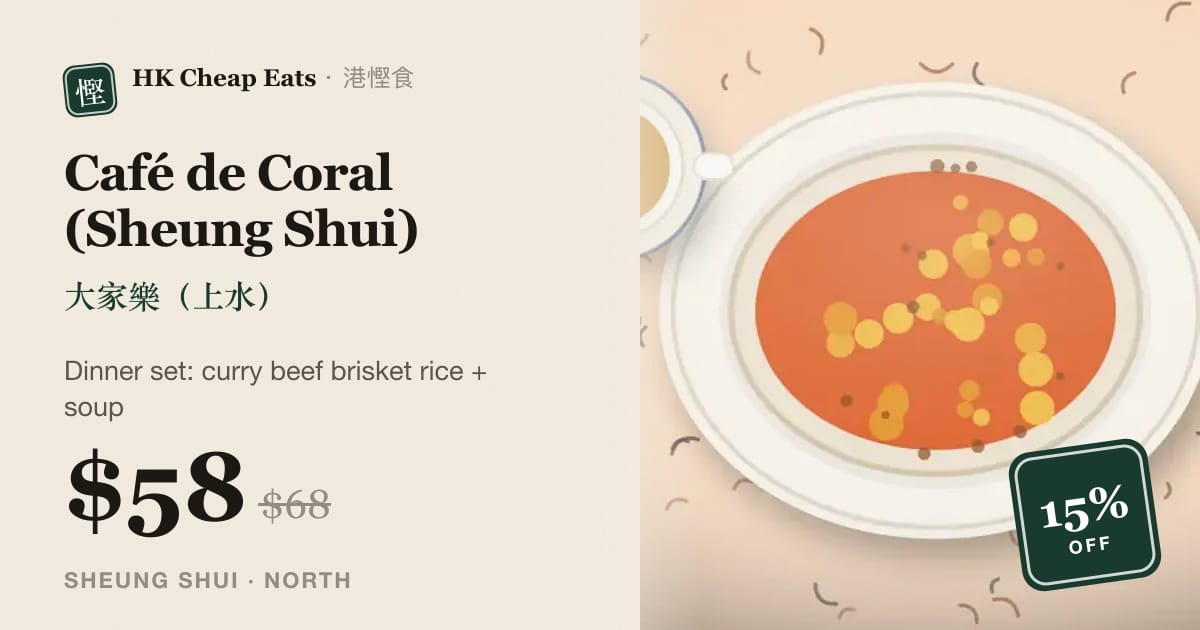 慳
HK Cheap Eats · 港慳食
Café de Coral
(Sheung Shui)
大家樂（上水）
Dinner set: curry beef brisket rice +
soup
$58 $68
SHEUNG SHUI · NORTH
15%
OFF